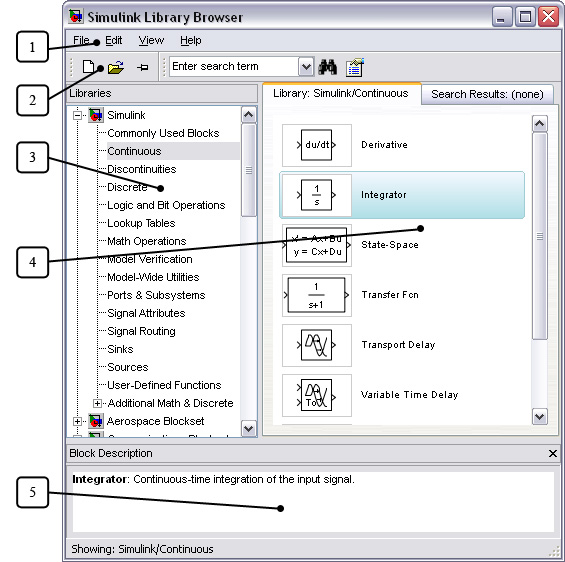 Simulink Library Browser
1
File Edit View Help
2
Enter search term
Libraries
Library: Simulink/Continuous
Search Results: (none)
3
Simulink
Commonly Used Blocks
Continuous
Discontinuities
Discrete
Logic and Bit Operations
Lookup Tables
Math Operations
Model Verification
Model-Wide Utilities
Ports & Subsystems
Signal Attributes
Signal Routing
Sinks
Sources
User-Defined Functions
Additional Math & Discrete
Aerospace Blockset
4
du/dt
Derivative
1
s
Integrator
x' = Ax+Bu
y = Cx+Du
State-Space
1
s+1
Transfer Fcn
Transport Delay
To
Variable Time Delay
Block Description
5
Integrator: Continuous-time integration of the input signal.
Showing: Simulink/Continuous